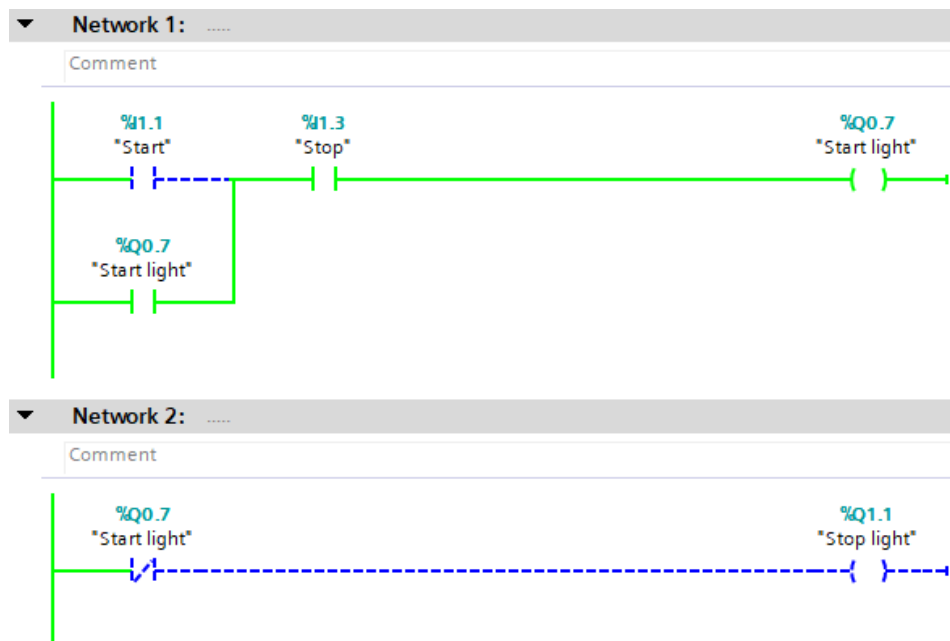 Network 1: .....
Comment
%I1.1 %I1.3 %Q0.7
"Start" "Stop" "Start light"
%Q0.7
"Start light"
Network 2: .....
Comment
%Q0.7 %Q1.1
"Start light" "Stop light"